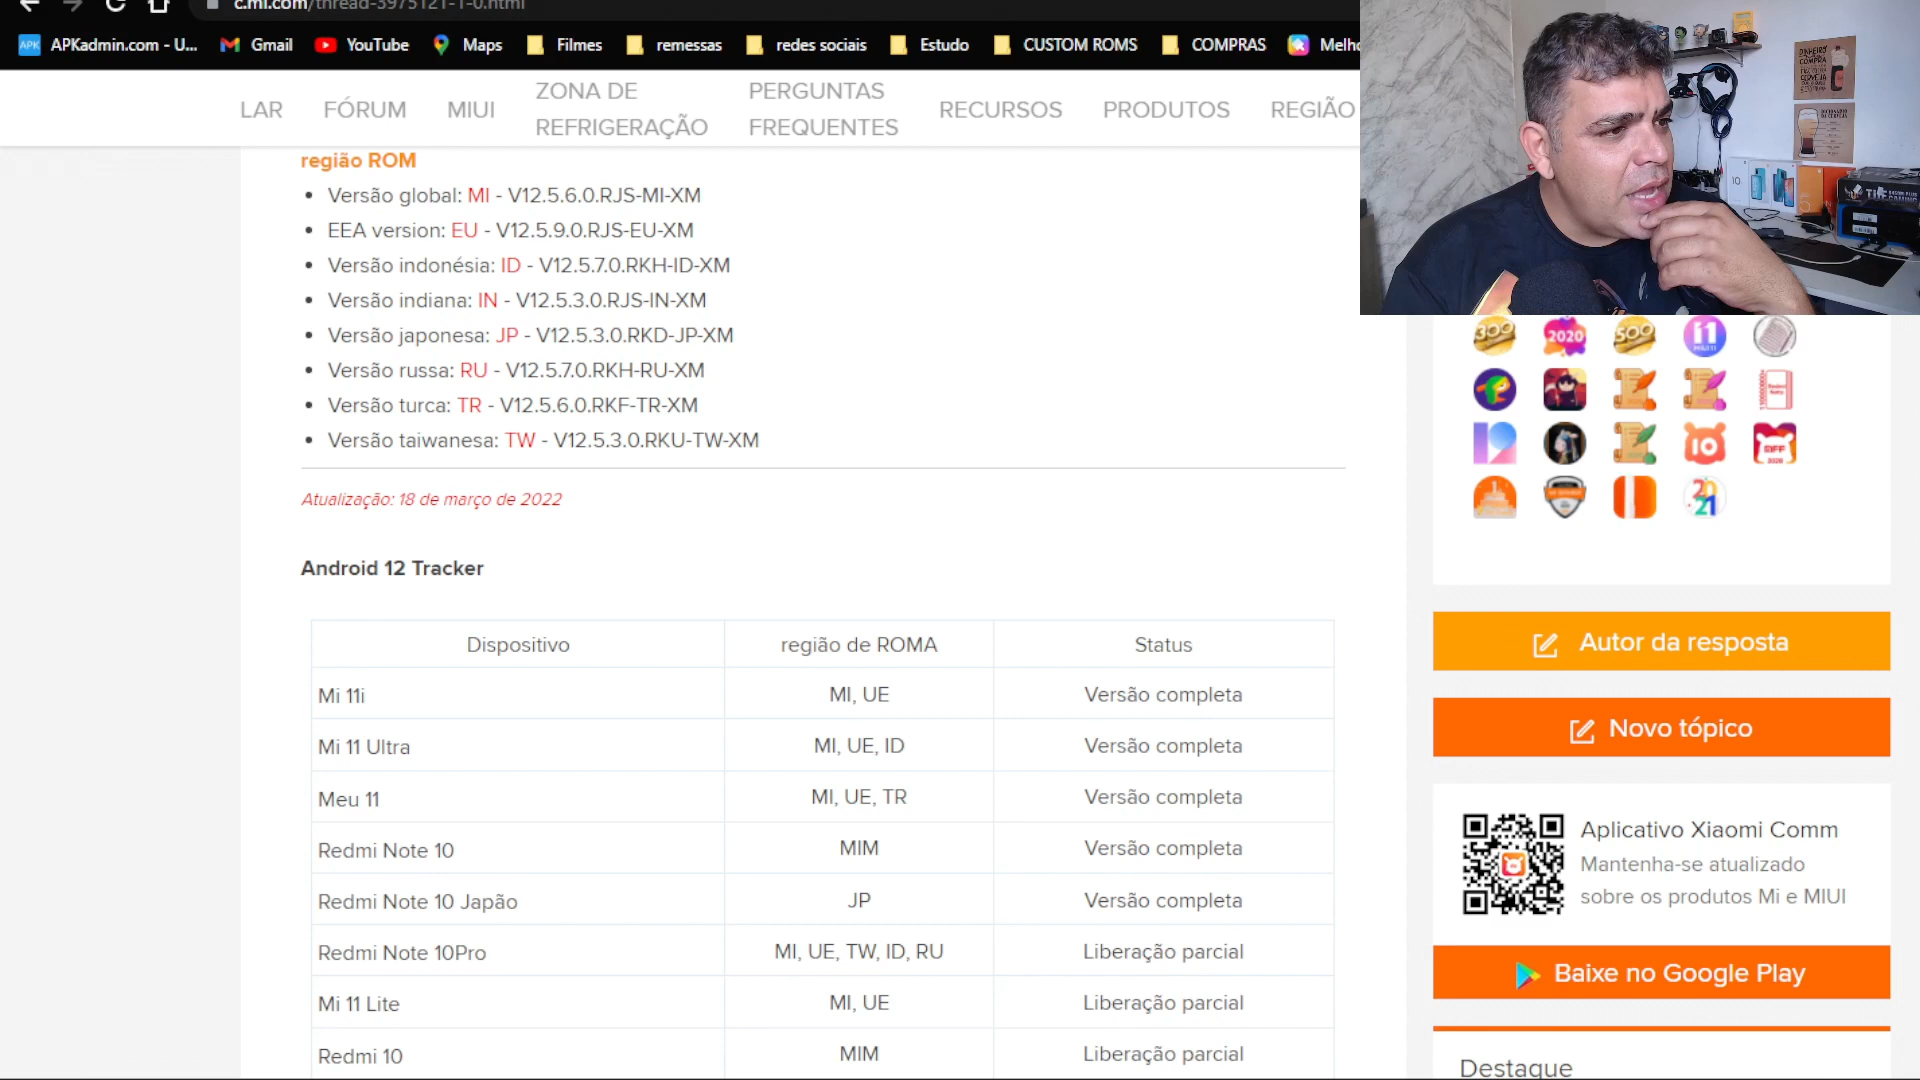 c.mi.com/thread-3975121-1-0.html
APKadmin.com - U... Gmail YouTube Maps Filmes remessas redes sociais Estudo CUSTOM ROMS COMPRAS Melho
LAR FÓRUM MIUI ZONA DE REFRIGERAÇÃO PERGUNTAS FREQUENTES RECURSOS PRODUTOS REGIÃO
região ROM
• Versão global: MI - V12.5.6.0.RJS-MI-XM
• EEA version: EU - V12.5.9.0.RJS-EU-XM
• Versão indonésia: ID - V12.5.7.0.RKH-ID-XM
• Versão indiana: IN - V12.5.3.0.RJS-IN-XM
• Versão japonesa: JP - V12.5.3.0.RKD-JP-XM
• Versão russa: RU - V12.5.7.0.RKH-RU-XM
• Versão turca: TR - V12.5.6.0.RKF-TR-XM
• Versão taiwanesa: TW - V12.5.3.0.RKU-TW-XM
Atualização: 18 de março de 2022
Android 12 Tracker
Dispositivo região de ROMA Status
Mi 11i MI, UE Versão completa
Mi 11 Ultra MI, UE, ID Versão completa
Meu 11 MI, UE, TR Versão completa
Redmi Note 10 MIM Versão completa
Redmi Note 10 Japão JP Versão completa
Redmi Note 10Pro MI, UE, TW, ID, RU Liberação parcial
Mi 11 Lite MI, UE Liberação parcial
Redmi 10 MIM Liberação parcial
300 2020 500 11
10
2021
Autor da resposta
Novo tópico
Aplicativo Xiaomi Comm
Mantenha-se atualizado
sobre os produtos Mi e MIUI
Baixe no Google Play
Destaque